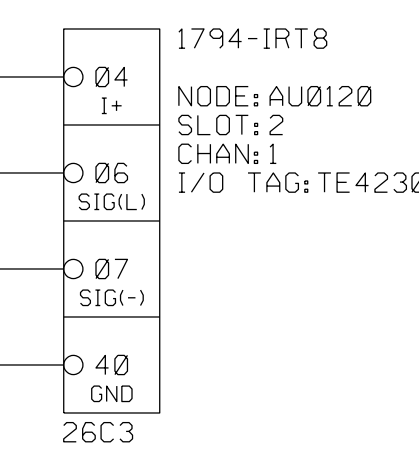 1794-IRT8
Ø4
I+
NODE:AUØ12Ø
SLOT:2
CHAN:1
I/O TAG:TE423Ø
Ø6
SIG(L)
Ø7
SIG(-)
4Ø
GND
26C3